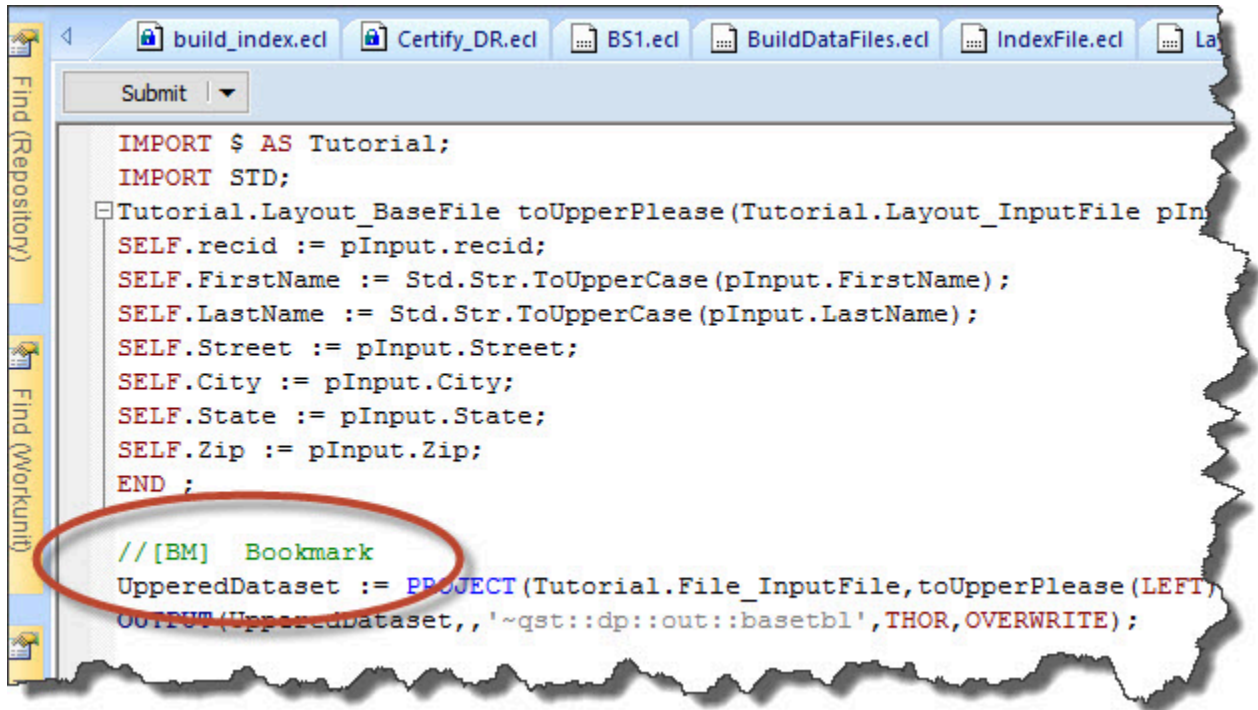 build_index.ecl Certify_DR.ecl BS1.ecl BuildDataFiles.ecl IndexFile.ecl
Submit
Find (Repository)
Find (Workunit)
IMPORT $ AS Tutorial;
IMPORT STD;
Tutorial.Layout_BaseFile toUpperPlease(Tutorial.Layout_InputFile pIn
SELF.recid := pInput.recid;
SELF.FirstName := Std.Str.ToUpperCase(pInput.FirstName);
SELF.LastName := Std.Str.ToUpperCase(pInput.LastName);
SELF.Street := pInput.Street;
SELF.City := pInput.City;
SELF.State := pInput.State;
SELF.Zip := pInput.Zip;
END ;
//[BM] Bookmark
UpperedDataset := PROJECT(Tutorial.File_InputFile,toUpperPlease(LEFT)
OUTPUT(UpperedDataset,,'~qst::dp::out::basetbl',THOR,OVERWRITE);